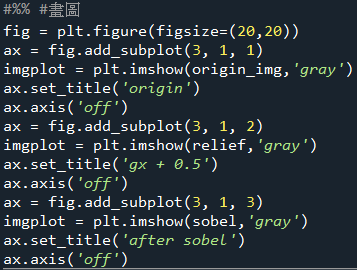 #%% #畫圖
fig = plt.figure(figsize=(20,20))
ax = fig.add_subplot(3, 1, 1)
imgplot = plt.imshow(origin_img,'gray')
ax.set_title('origin')
ax.axis('off')
ax = fig.add_subplot(3, 1, 2)
imgplot = plt.imshow(relief,'gray')
ax.set_title('gx + 0.5')
ax.axis('off')
ax = fig.add_subplot(3, 1, 3)
imgplot = plt.imshow(sobel,'gray')
ax.set_title('after sobel')
ax.axis('off')